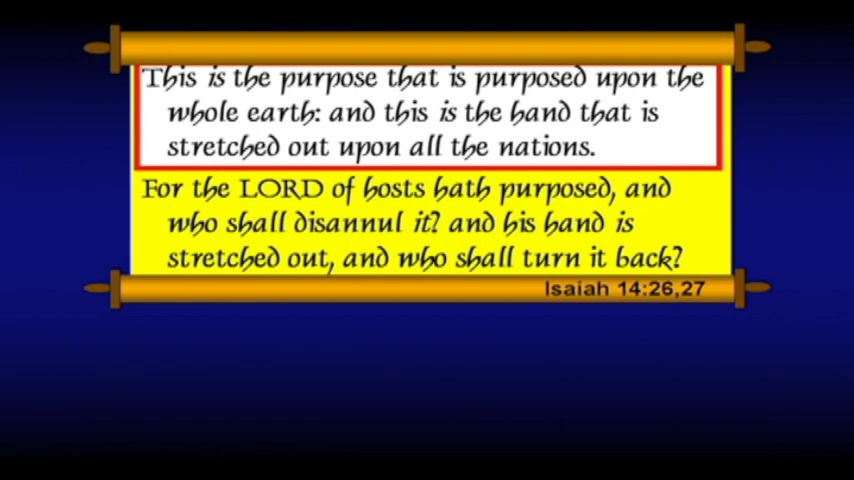 This is the purpose that is purposed upon the
whole earth: and this is the hand that is
stretched out upon all the nations.
For the LORD of hosts hath purposed, and
who shall disannul it? and his hand is
stretched out, and who shall turn it back?
Isaiah 14:26,27